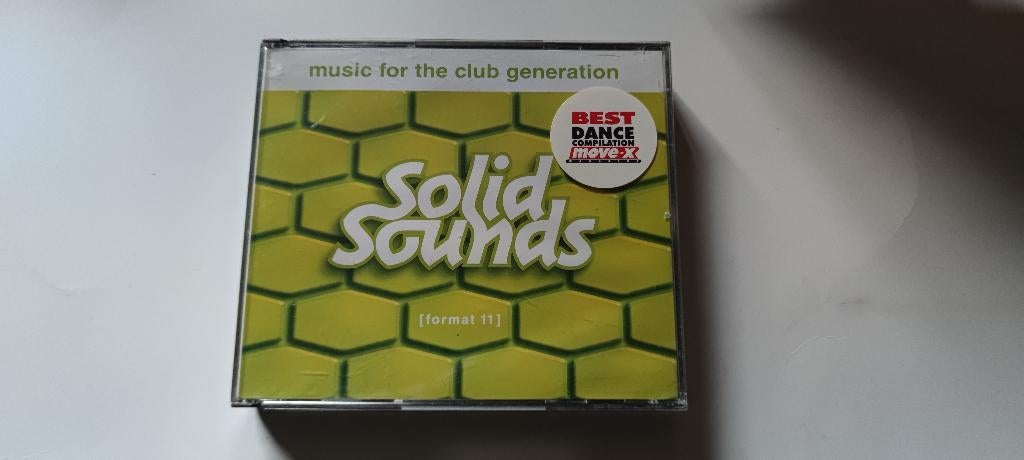 music for the club generation
BEST
DANCE
COMPILATION
move-X
Solid
Sounds
[format 11]